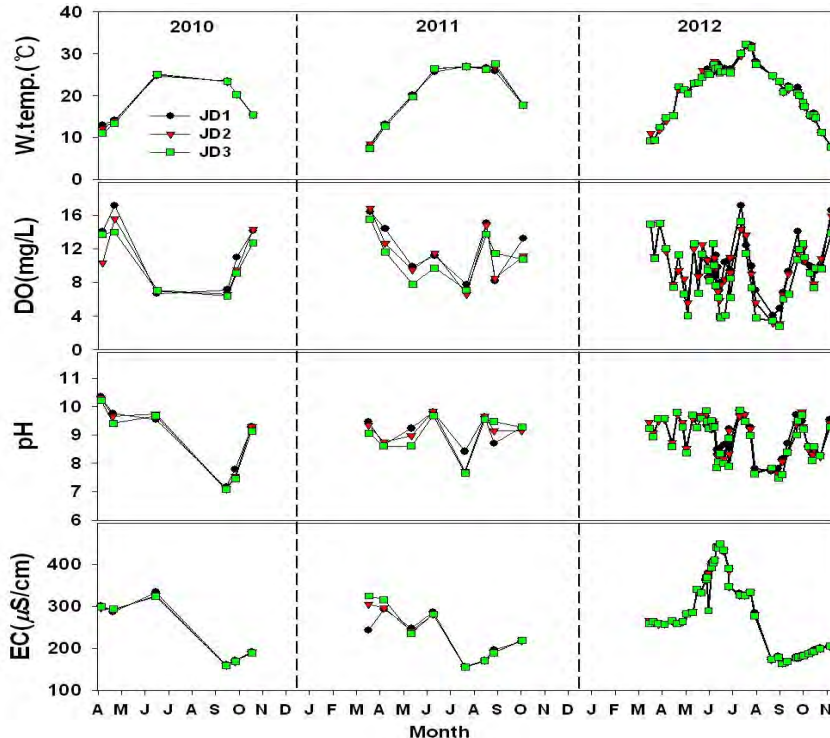 2010 2011 2012
W.temp.(℃)
40
30
20
10
0
JD1
JD2
JD3
DO(mg/L)
16
12
8
4
0
pH
11
10
9
8
7
6
EC(μS/cm)
400
300
200
100
A M J J A S O N D J F M A M J J A S O N D J F M A M J J A S O N
Month